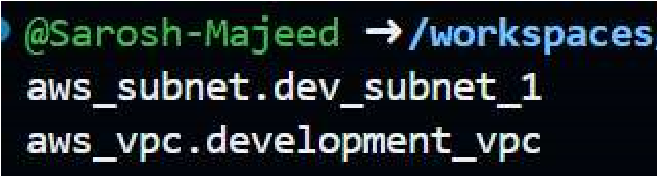 @Sarosh-Majeed ➜ /workspaces/
aws_subnet.dev_subnet_1
aws_vpc.development_vpc